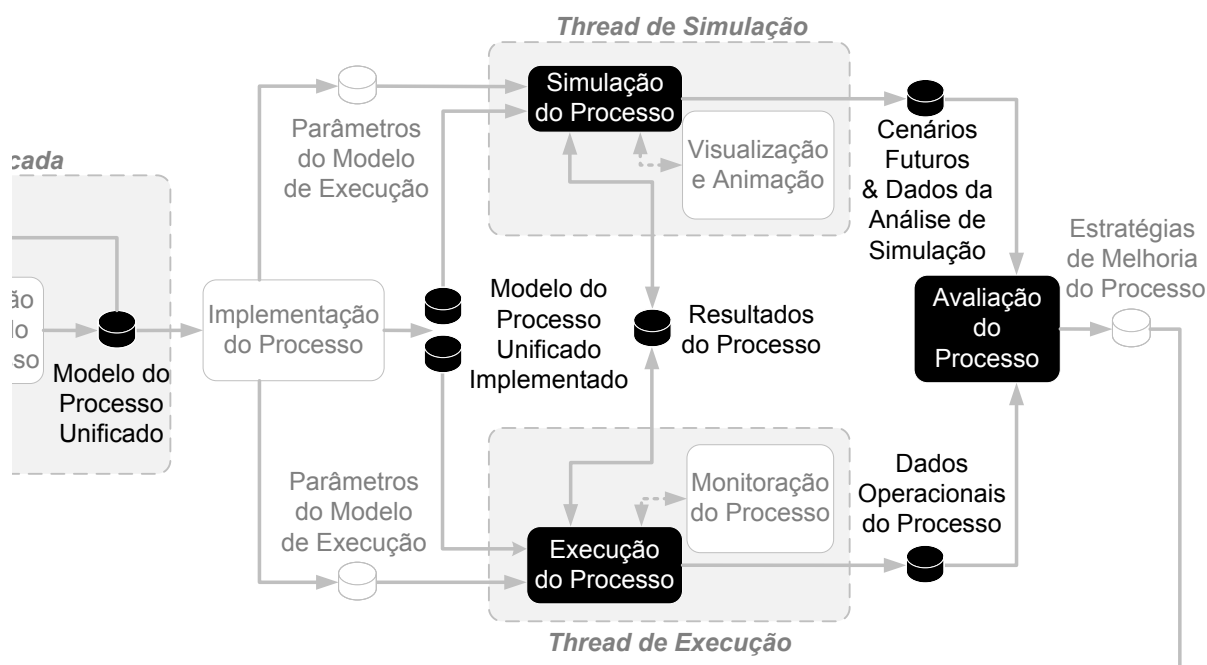 Thread de Simulação
Simulação
do Processo
Parâmetros
do Modelo
de Execução
Visualização
e Animação
Cenários
Futuros
& Dados da
Análise de
Simulação
cada
ão
lo
sso
Modelo do
Processo
Unificado
Implementação
do Processo
Modelo do
Processo
Unificado
Implementado
Resultados
do Processo
Avaliação
do
Processo
Estratégias
de Melhoria
do Processo
Parâmetros
do Modelo
de Execução
Monitoração
do Processo
Execução
do Processo
Dados
Operacionais
do Processo
Thread de Execução